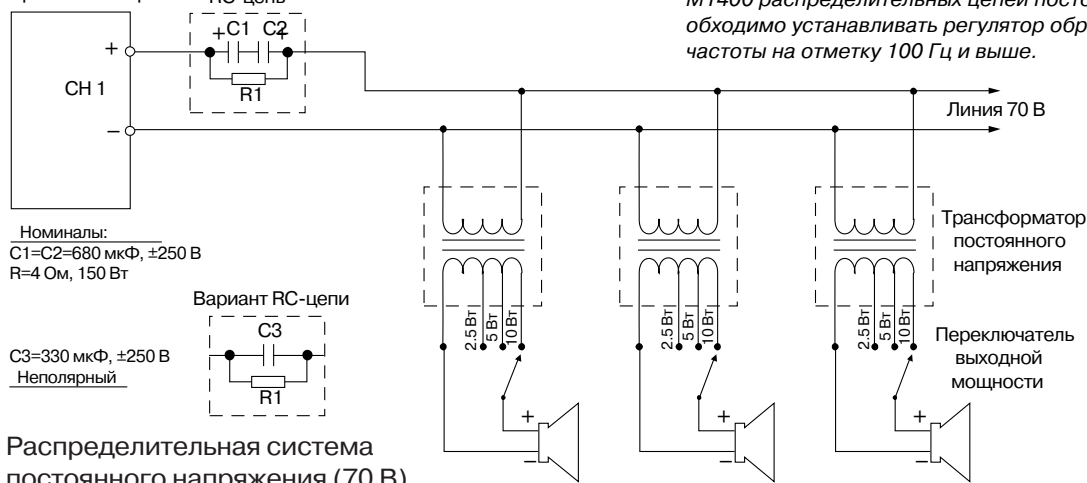 М1400 распределительных цепей
обходимо устанавливать регулятор
частоты на отметку 100 Гц и выше.
RC-цепь
+ C1 C2 +
R1
CH 1
+
–
Линия 70 В
Номиналы:
C1=C2=680 мкФ, ±250 В
R=4 Ом, 150 Вт
Трансформатор
постоянного
напряжения
Вариант RC-цепи
C3
R1
C3=330 мкФ, ±250 В
Неполярный
2.5 Вт
5 Вт
10 Вт
2.5 Вт
5 Вт
10 Вт
2.5 Вт
5 Вт
10 Вт
Переключатель
выходной
мощности
+
–
+
–
+
–
Распределительная система
постоянного напряжения (70 В)